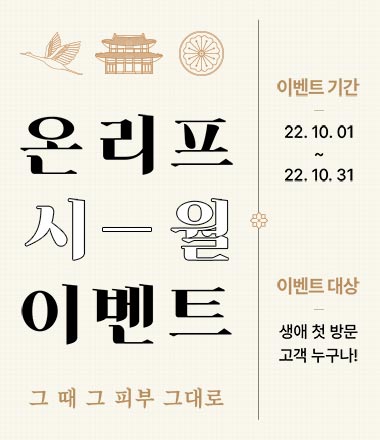 온리프
시월
이벤트
그 때 그 피부 그대로
이벤트 기간
22. 10. 01
~
22. 10. 31
이벤트 대상
생애 첫 방문
고객 누구나!